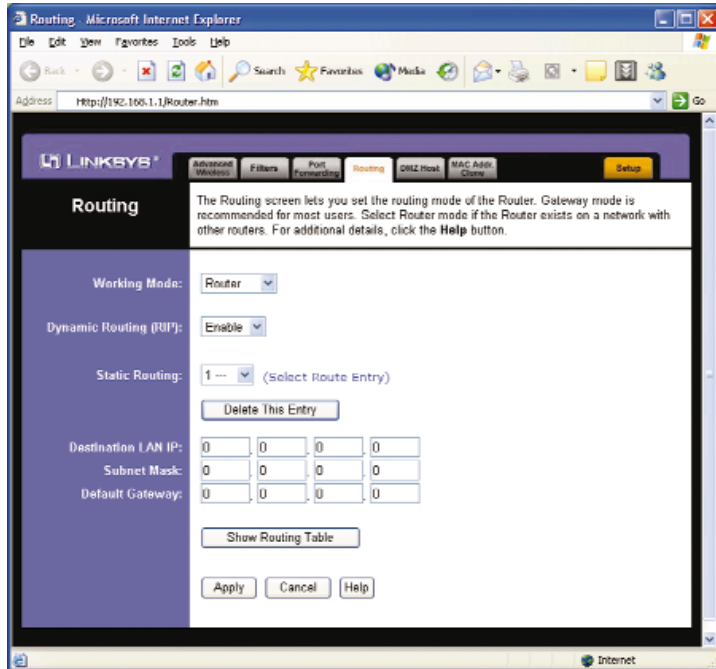 Routing - Microsoft Internet Explorer
File Edit View Favorites Tools Help
Back Search Favorites Media
Address Http://192.168.1.1/Router.htm Go
LINKSYS®
Advanced Wireless
Filters
Port Forwarding
Routing
DMZ Host
MAC Addr. Clone
Setup
Routing
The Routing screen lets you set the routing mode of the Router. Gateway mode is
recommended for most users. Select Router mode if the Router exists on a network with
other routers. For additional details, click the Help button.
Working Mode: Router
Dynamic Routing (RIP): Enable
Static Routing: 1 --- (Select Route Entry)
Delete This Entry
Destination LAN IP: 0 . 0 . 0 . 0
Subnet Mask: 0 . 0 . 0 . 0
Default Gateway: 0 . 0 . 0 . 0
Show Routing Table
Apply Cancel Help
Internet